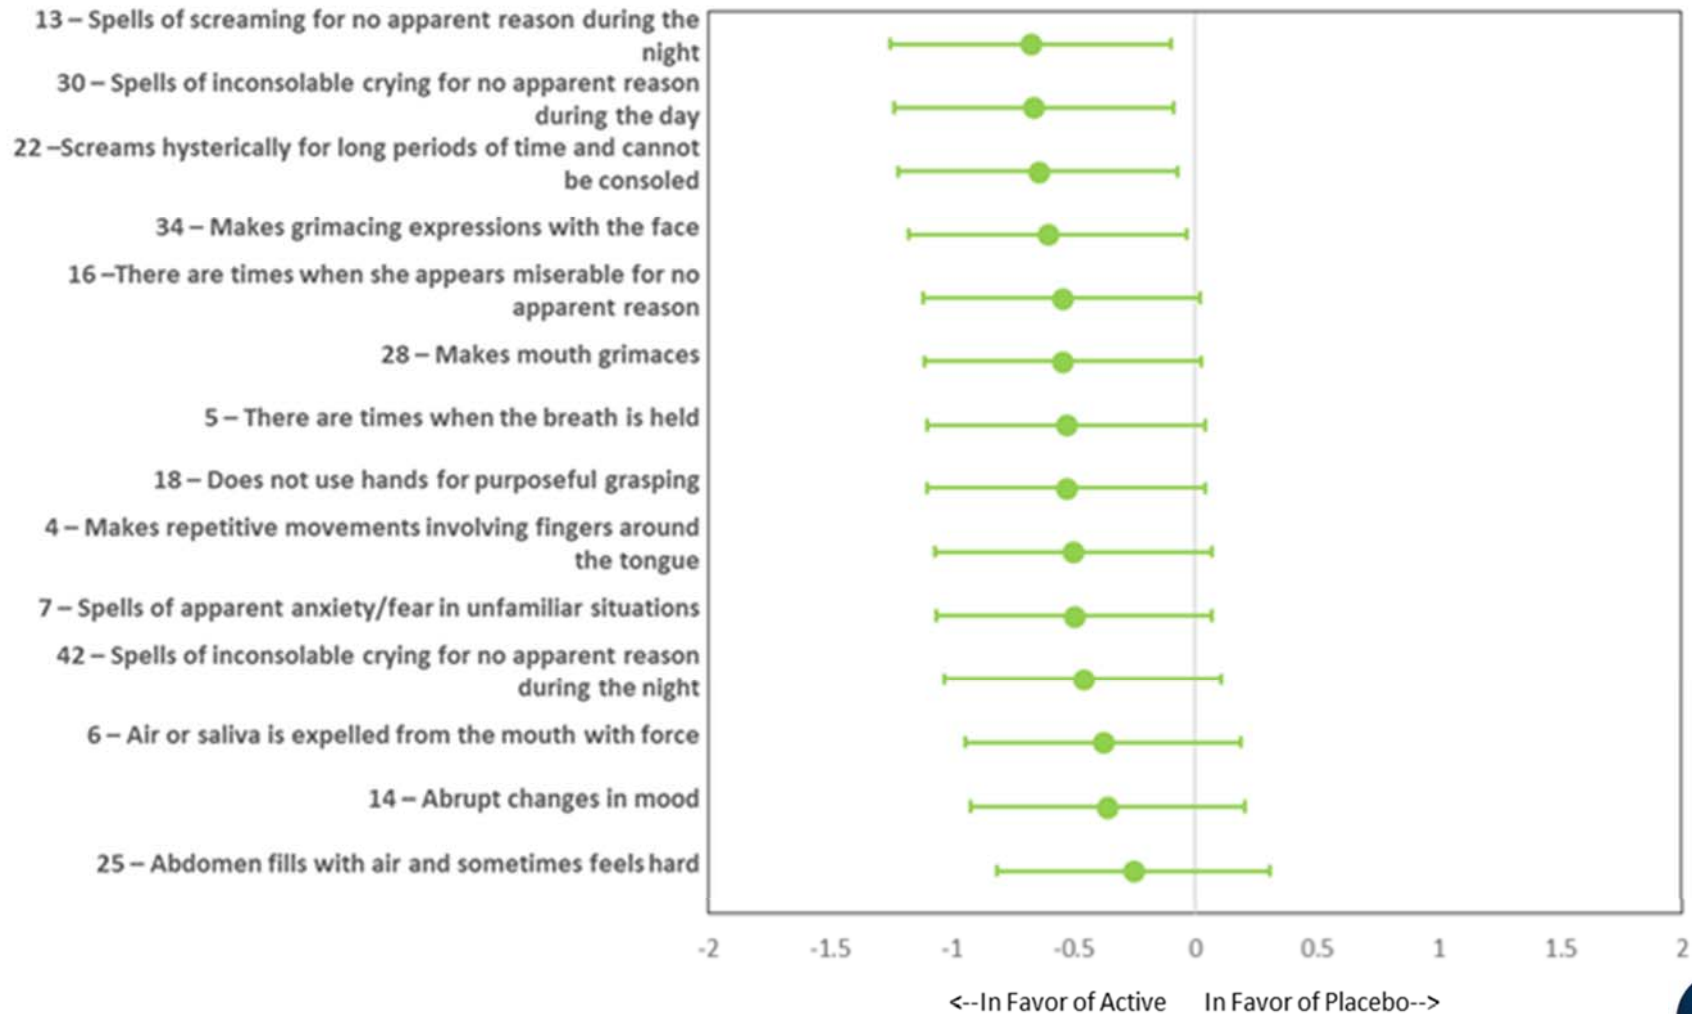 13 – Spells of screaming for no apparent reason during the
night
30 – Spells of inconsolable crying for no apparent reason
during the day
22 –Screams hysterically for long periods of time and cannot
be consoled
34 – Makes grimacing expressions with the face
16 –There are times when she appears miserable for no
apparent reason
28 – Makes mouth grimaces
5 – There are times when the breath is held
18 – Does not use hands for purposeful grasping
4 – Makes repetitive movements involving fingers around
the tongue
7 – Spells of apparent anxiety/fear in unfamiliar situations
42 – Spells of inconsolable crying for no apparent reason
during the night
6 – Air or saliva is expelled from the mouth with force
14 – Abrupt changes in mood
25 – Abdomen fills with air and sometimes feels hard
-2 -1.5 -1 -0.5 0 0.5 1 1.5 2
<--In Favor of Active In Favor of Placebo-->